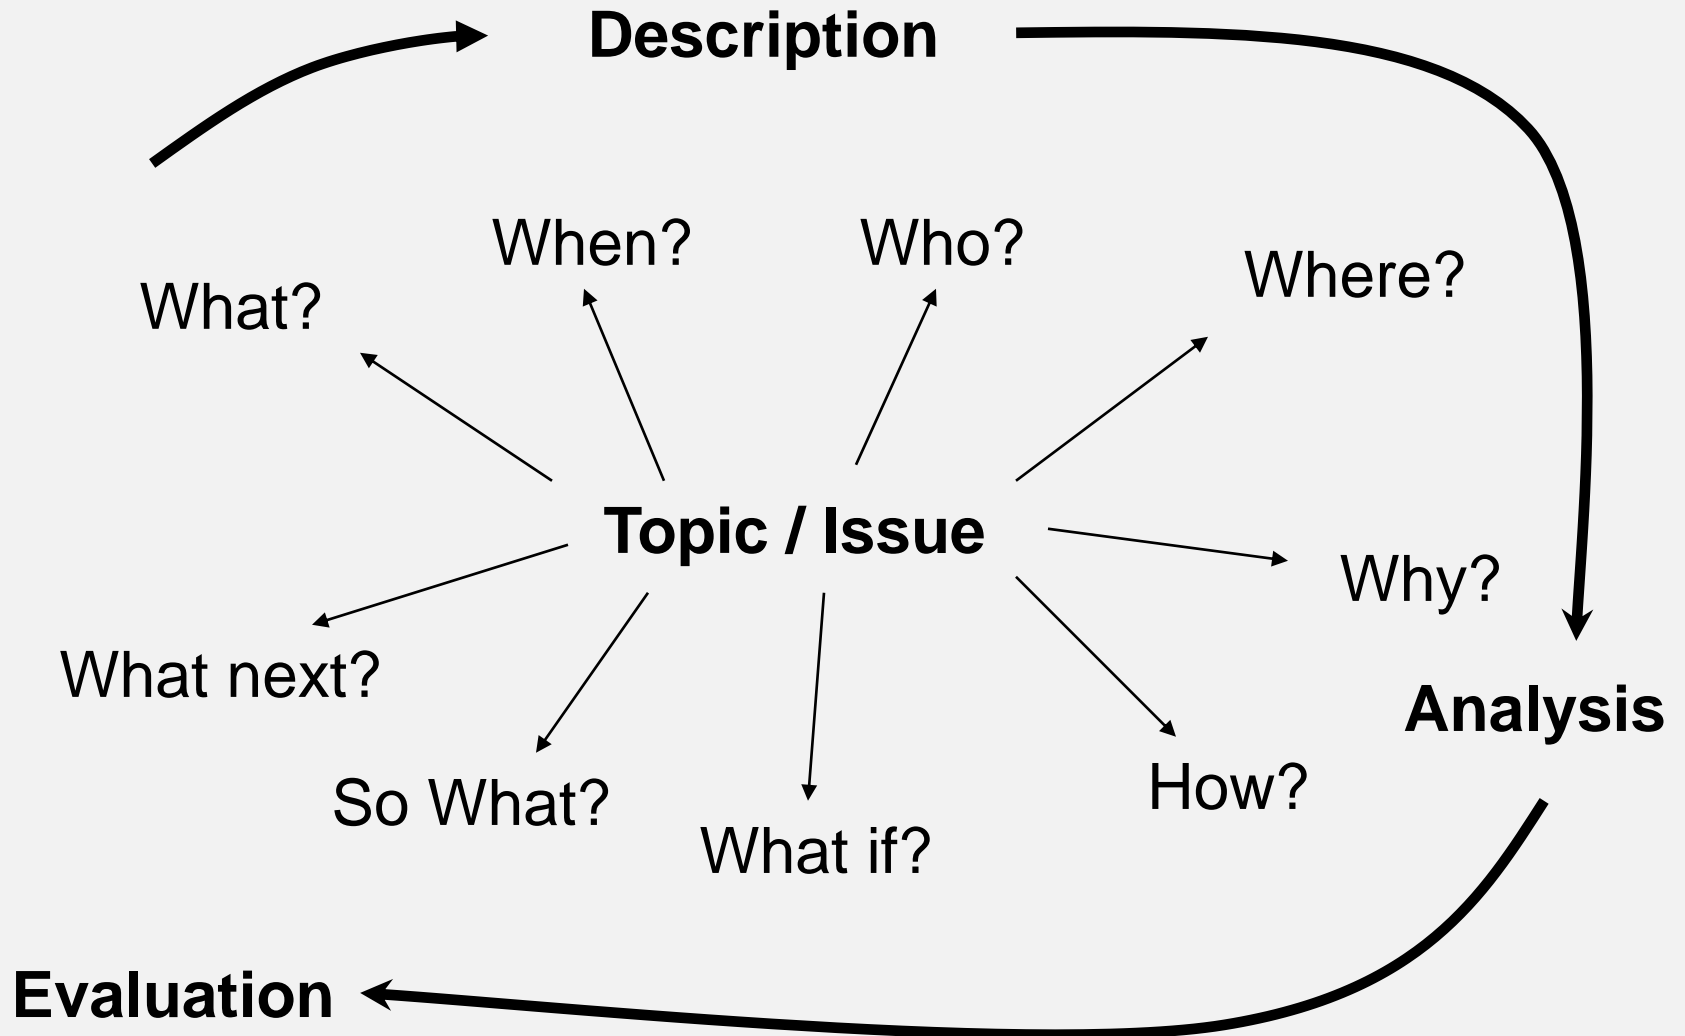 Description
When?
Who?
Where?
What?
Topic / Issue
Why?
What next?
Analysis
So What?
How?
What if?
Evaluation